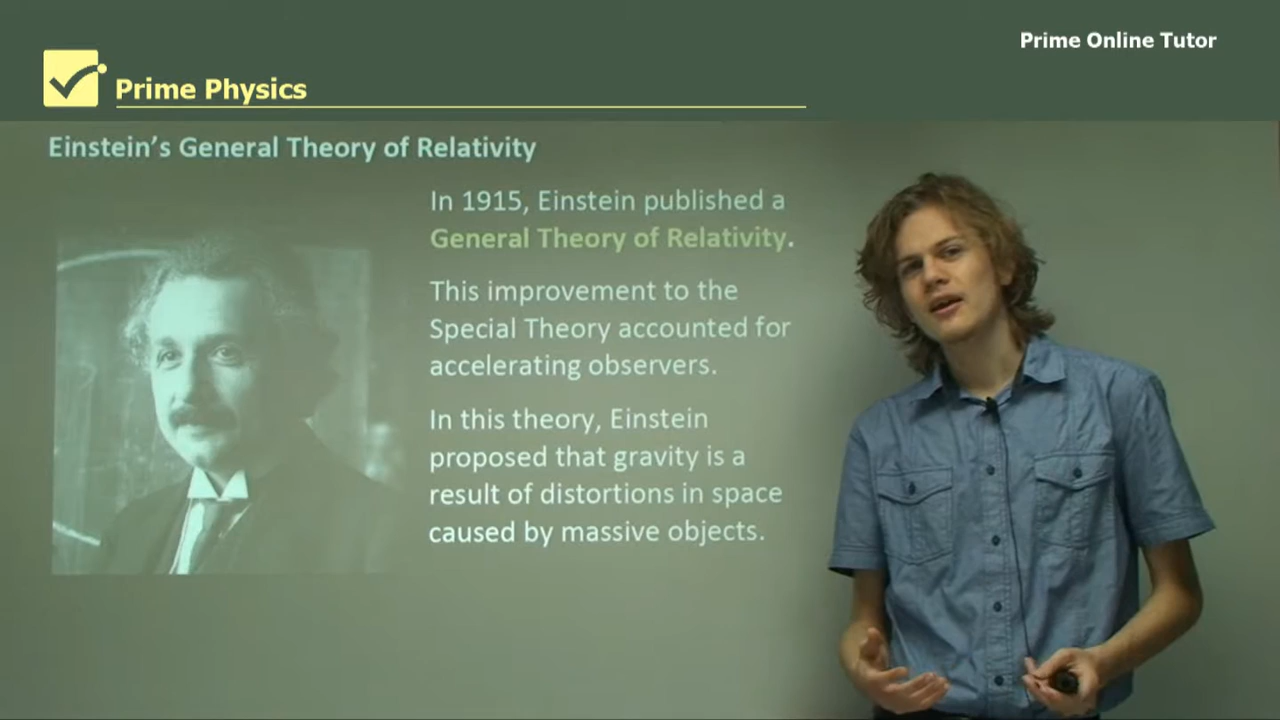 Prime Online Tutor
Prime Physics
Einstein’s General Theory of Relativity
In 1915, Einstein published a
General Theory of Relativity.
This improvement to the
Special Theory accounted for
accelerating observers.
In this theory, Einstein
proposed that gravity is a
result of distortions in space
caused by massive objects.